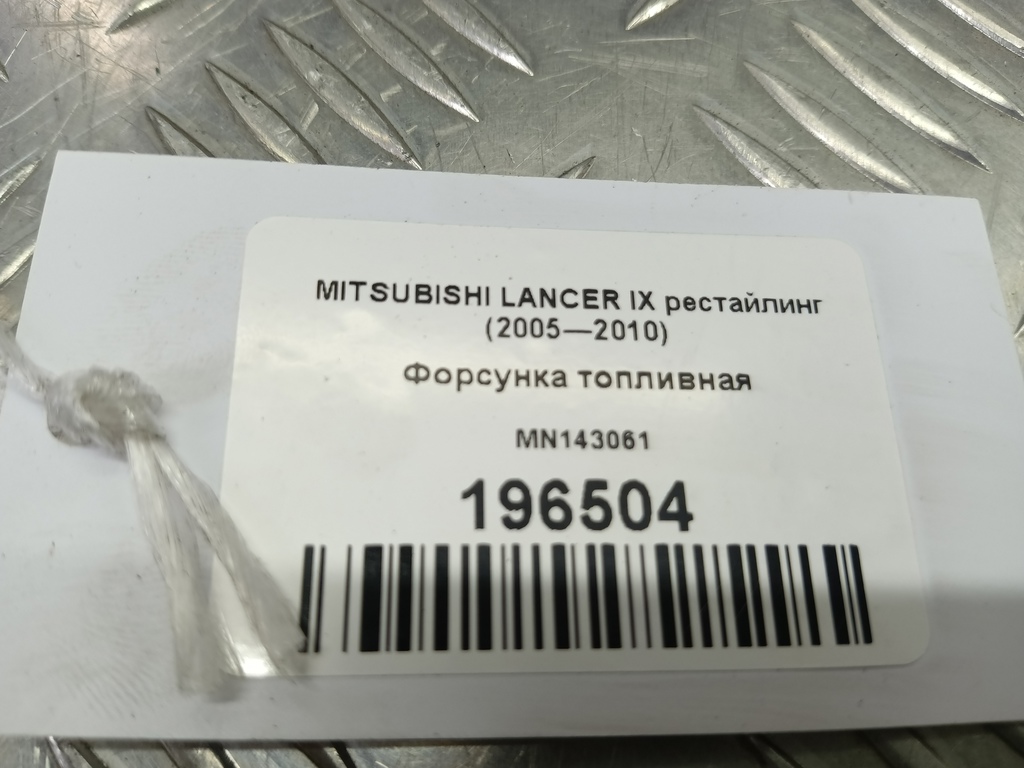 MITSUBISHI LANCER IX рестайлинг
(2005—2010)
Форсунка топливная
MN143061
196504